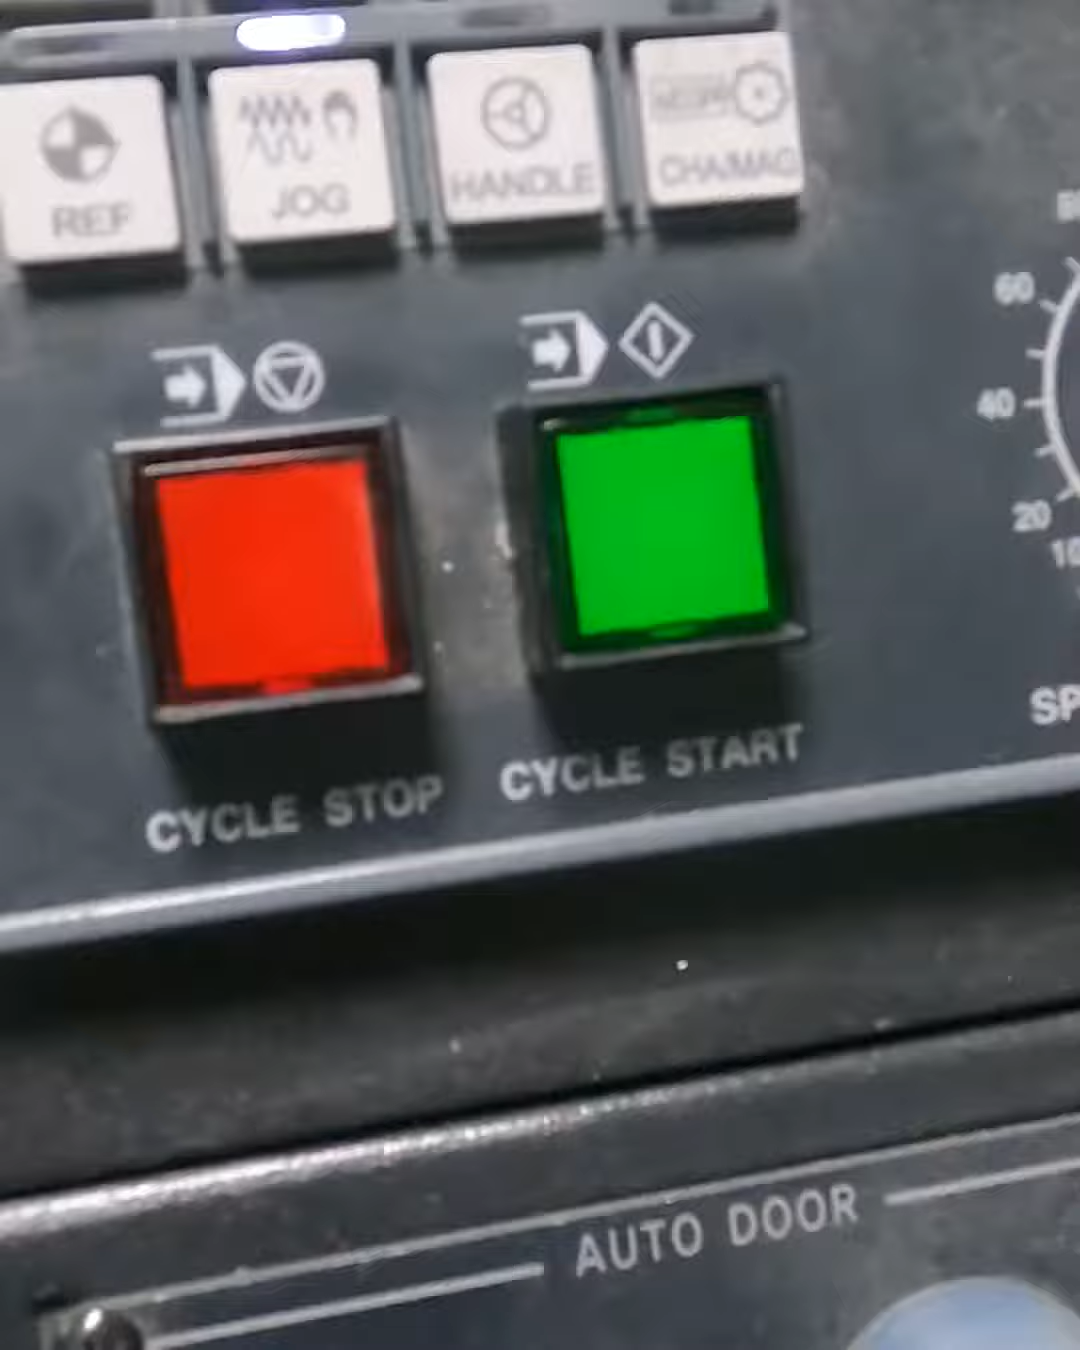 REF
JOG
HANDLE
CHA/MAG
60
40
20
10
SP
CYCLE STOP
CYCLE START
AUTO DOOR